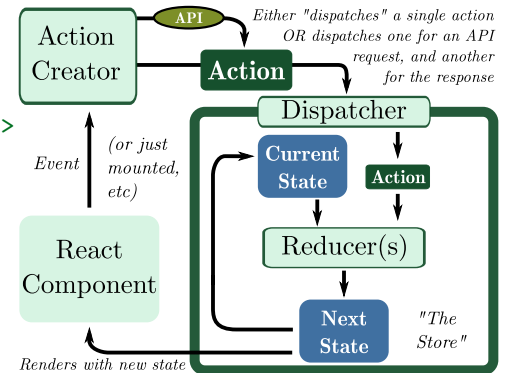 Action
Creator
API
Either "dispatches" a single action
OR dispatches one for an API
request, and another
for the response
Action
Dispatcher
>
Event
(or just
mounted,
etc)
Current
State
Action
React
Component
Reducer(s)
Next
State
"The
Store"
Renders with new state